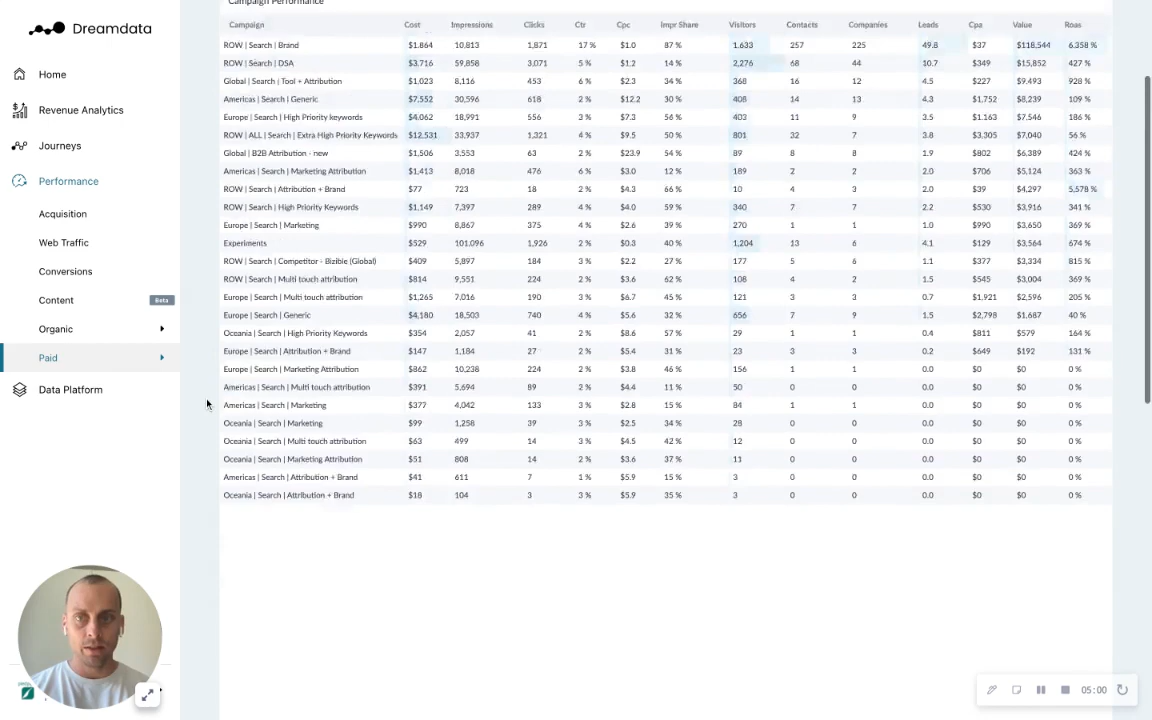 Campaign Performance
Dreamdata
Home
Revenue Analytics
Journeys
Performance
Acquisition
Web Traffic
Conversions
Content Beta
Organic
Paid
Data Platform
Campaign Cost Impressions Clicks Ctr Cpc Impr Share Visitors Contacts Companies Leads Cpa Value Roas
ROW | Search | Brand $1,864 10,813 1,871 17 % $1.0 87 % 1,633 257 225 49.8 $37 $118,544 6,358 %
ROW | Search | DSA $3,716 59,858 3,071 5 % $1.2 14 % 2,276 68 44 10.7 $349 $15,852 427 %
Global | Search | Tool + Attribution $1,023 8,116 453 6 % $2.3 34 % 368 16 12 4.5 $227 $9,493 928 %
Americas | Search | Generic $7,552 30,596 618 2 % $12.2 30 % 408 14 13 4.3 $1,752 $8,239 109 %
Europe | Search | High Priority keywords $4,062 18,991 556 3 % $7.3 56 % 403 11 9 3.5 $1,163 $7,546 186 %
ROW | ALL | Search | Extra High Priority Keywords $12,531 33,937 1,321 4 % $9.5 50 % 801 32 7 3.8 $3,305 $7,040 56 %
Global | B2B Attribution - new $1,506 3,553 63 2 % $23.9 54 % 89 8 8 1.9 $802 $6,389 424 %
Americas | Search | Marketing Attribution $1,413 8,018 476 6 % $3.0 12 % 189 2 2 2.0 $706 $5,124 363 %
ROW | Search | Attribution + Brand $77 723 18 2 % $4.3 66 % 10 4 3 2.0 $39 $4,297 5,578 %
ROW | Search | High Priority Keywords $1,149 7,397 289 4 % $4.0 59 % 340 7 7 2.2 $530 $3,916 341 %
Europe | Search | Marketing $990 8,867 375 4 % $2.6 39 % 270 1 1 1.0 $990 $3,650 369 %
Experiments $529 101,096 1,926 2 % $0.3 40 % 1,204 13 6 4.1 $129 $3,564 674 %
ROW | Search | Competitor - Bizible (Global) $409 5,897 184 3 % $2.2 27 % 177 5 6 1.1 $377 $3,334 815 %
ROW | Search | Multi touch attribution $814 9,551 224 2 % $3.6 62 % 108 4 2 1.5 $545 $3,004 369 %
Europe | Search | Multi touch attribution $1,265 7,016 190 3 % $6.7 45 % 121 3 3 0.7 $1,921 $2,596 205 %
Europe | Search | Generic $4,180 18,503 740 4 % $5.6 32 % 656 7 9 1.5 $2,798 $1,687 40 %
Oceania | Search | High Priority Keywords $354 2,057 41 2 % $8.6 57 % 29 1 1 0.4 $811 $579 164 %
Europe | Search | Attribution + Brand $147 1,184 27 2 % $5.4 31 % 23 3 3 0.2 $649 $192 131 %
Europe | Search | Marketing Attribution $862 10,238 224 2 % $3.8 46 % 156 1 1 0.0 $0 $0 0 %
Americas | Search | Multi touch attribution $391 5,694 89 2 % $4.4 11 % 50 0 0 0.0 $0 $0 0 %
Americas | Search | Marketing $377 4,042 133 3 % $2.8 15 % 84 1 1 0.0 $0 $0 0 %
Oceania | Search | Marketing $99 1,258 39 3 % $2.5 34 % 28 0 0 0.0 $0 $0 0 %
Oceania | Search | Multi touch attribution $63 499 14 3 % $4.5 42 % 12 0 0 0.0 $0 $0 0 %
Oceania | Search | Marketing Attribution $51 808 14 2 % $3.6 37 % 11 0 0 0.0 $0 $0 0 %
Americas | Search | Attribution + Brand $41 611 7 1 % $5.9 15 % 3 0 0 0.0 $0 $0 0 %
Oceania | Search | Attribution + Brand $18 104 3 3 % $5.9 35 % 3 0 0 0.0 $0 $0 0 %
05:00